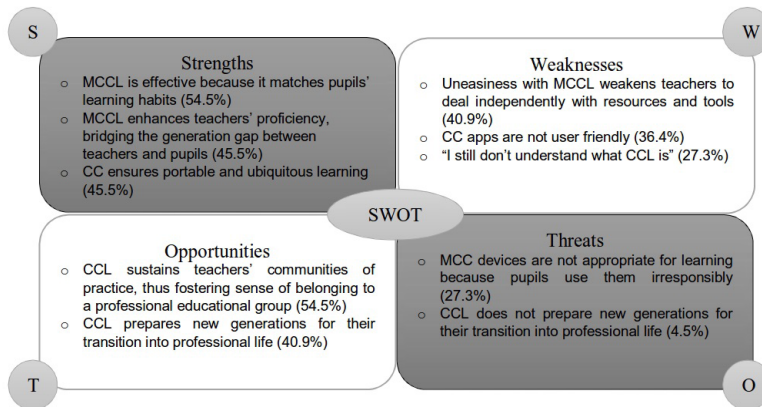 S
W
Strengths
○ MCCL is effective because it matches pupils’
learning habits (54.5%)
○ MCCL enhances teachers’ proficiency,
bridging the generation gap between
teachers and pupils (45.5%)
○ CC ensures portable and ubiquitous learning
(45.5%)
Weaknesses
○ Uneasiness with MCCL weakens teachers to
deal independently with resources and tools
(40.9%)
○ CC apps are not user friendly (36.4%)
○ “I still don’t understand what CCL is” (27.3%)
SWOT
Opportunities
○ CCL sustains teachers’ communities of
practice, thus fostering sense of belonging to
a professional educational group (54.5%)
○ CCL prepares new generations for their
transition into professional life (40.9%)
Threats
○ MCC devices are not appropriate for learning
because pupils use them irresponsibly
(27.3%)
○ CCL does not prepare new generations for
their transition into professional life (4.5%)
T
O